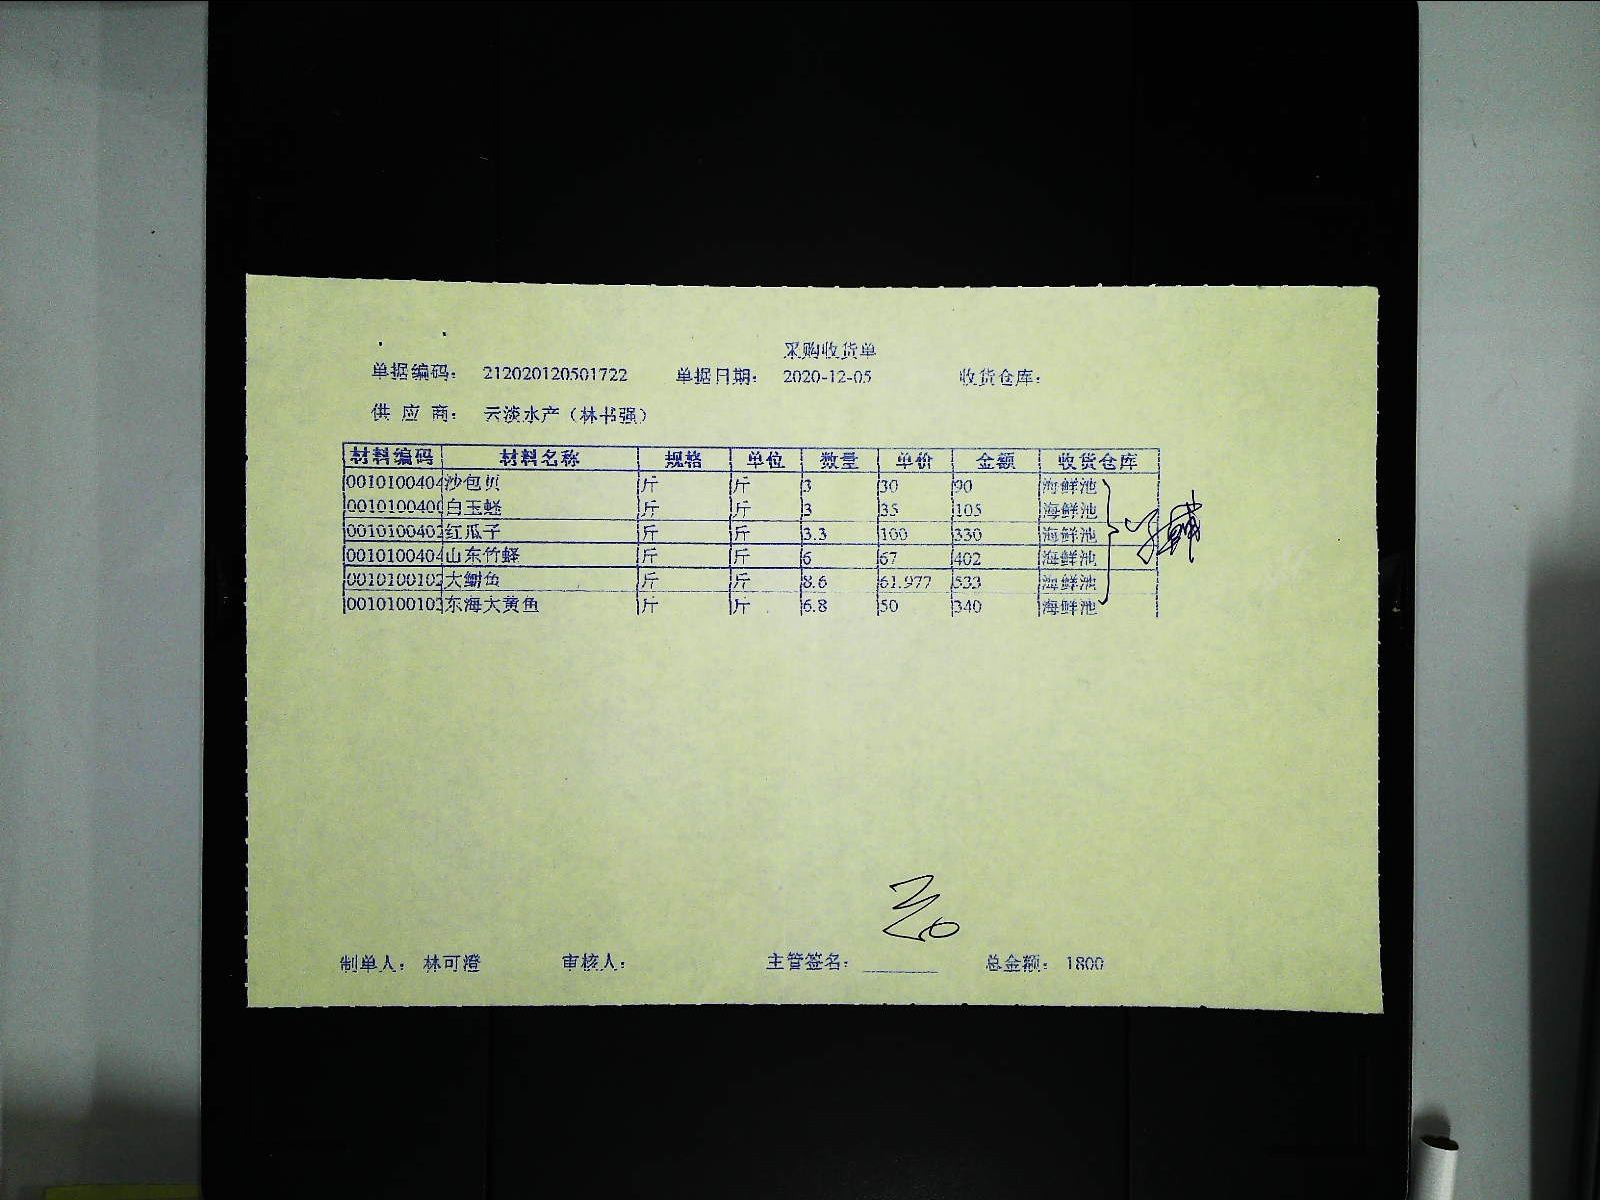 采购收货单
单据编码： 212020120501722 单据日期： 2020-12-05 收货仓库：
供 应 商： 云淡水产（林书强）
材料编码 材料名称 规格 单位 数量 单价 金额 收货仓库
0010100404 沙包贝 斤 斤 3 30 90 海鲜池
001010040 白玉蛏 斤 斤 3 35 105 海鲜池
0010100402 红瓜子 斤 斤 3.3 100 330 海鲜池
0010100404 山东竹蛏 斤 斤 6 67 402 海鲜池
0010100102 大鮘鱼 斤 斤 8.6 61.977 533 海鲜池
0010100102 东海大黄鱼 斤 斤 6.8 50 340 海鲜池
制单人： 林可澄 审核人： 主管签名： 总金额： 1800